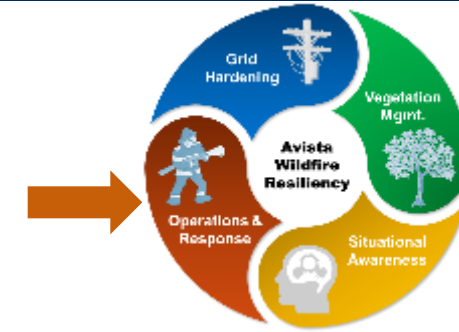 Grid
Hardening
Vegetation
Mgmt.
Avista
Wildfire
Resiliency
Operations &
Response
Situational
Awareness